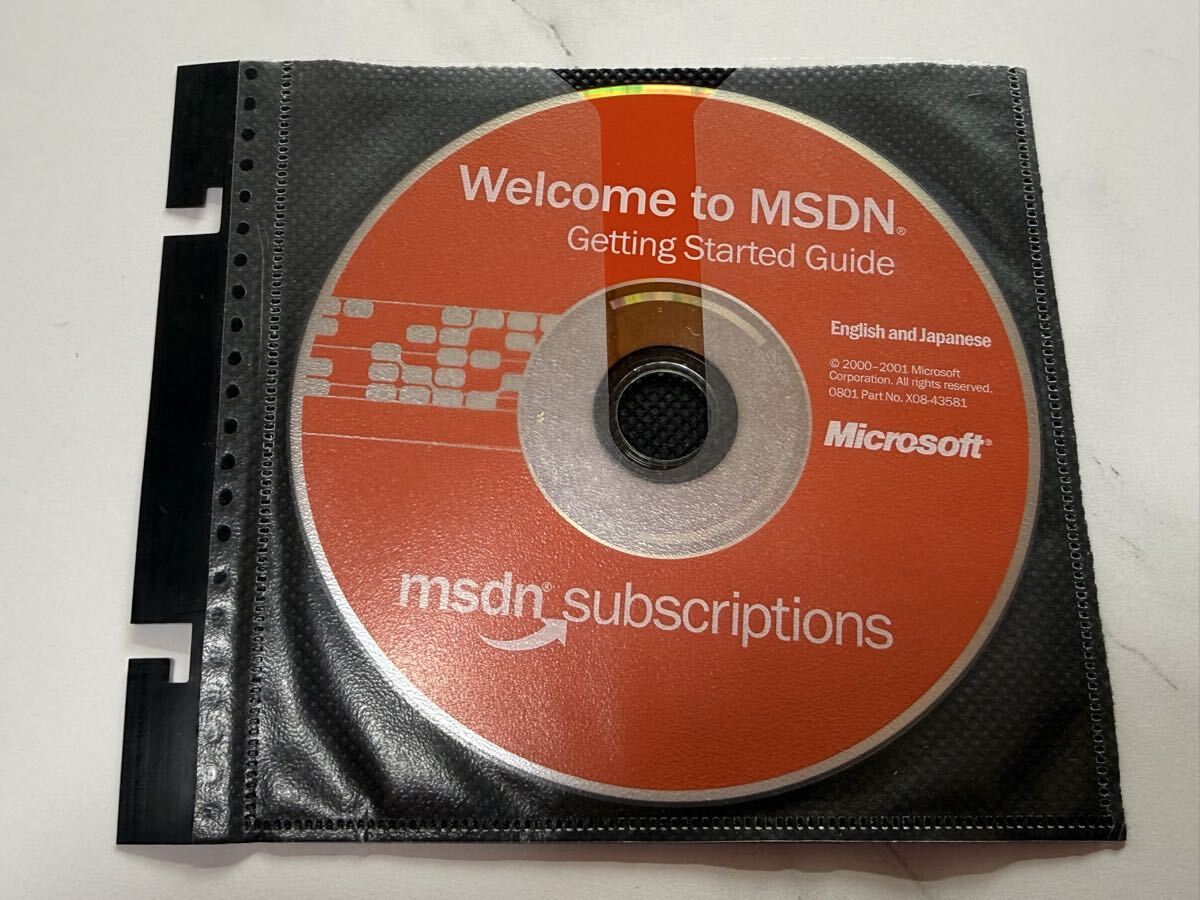 Welcome to MSDN®
Getting Started Guide
English and Japanese
© 2000–2001 Microsoft
Corporation. All rights reserved.
0801 Part No. X08-43581
Microsoft®
msdn® subscriptions